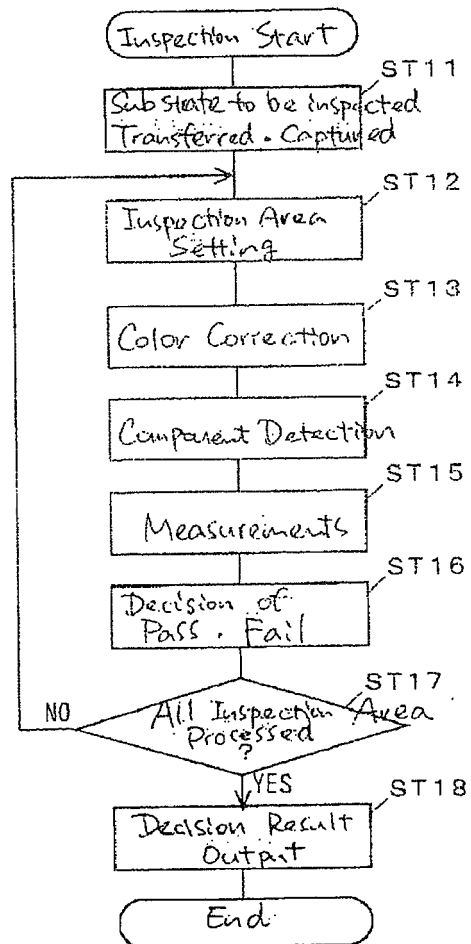 Inspection Start
ST11
Substrate to be inspected
Transferred . Captured
ST12
Inspection Area
Setting
ST13
Color Correction
ST14
Component Detection
ST15
Measurements
ST16
Decision of
Pass . Fail
ST17
All Inspection Area
Processed
?
NO
YES
ST18
Decision Result
Output
End